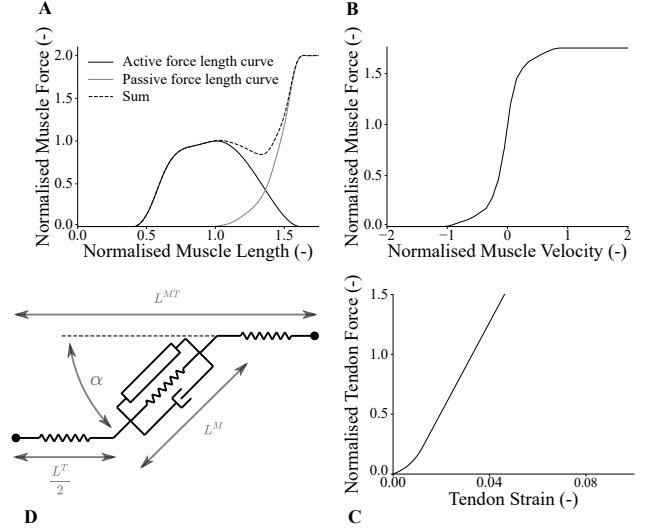 A
Normalised Muscle Force (-)
2.0
1.5
1.0
0.5
0.0
0.0 0.5 1.0 1.5
Normalised Muscle Length (-)
Active force length curve
Passive force length curve
Sum
B
Normalised Muscle Force (-)
1.5
1.0
0.5
0.0
−2 −1 0 1 2
Normalised Muscle Velocity (-)
L^{MT}
α
L^{M}
L^{T}
2
D
Normalised Tendon Force (-)
1.5
1.0
0.5
0.0
0.00 0.04 0.08
Tendon Strain (-)
C